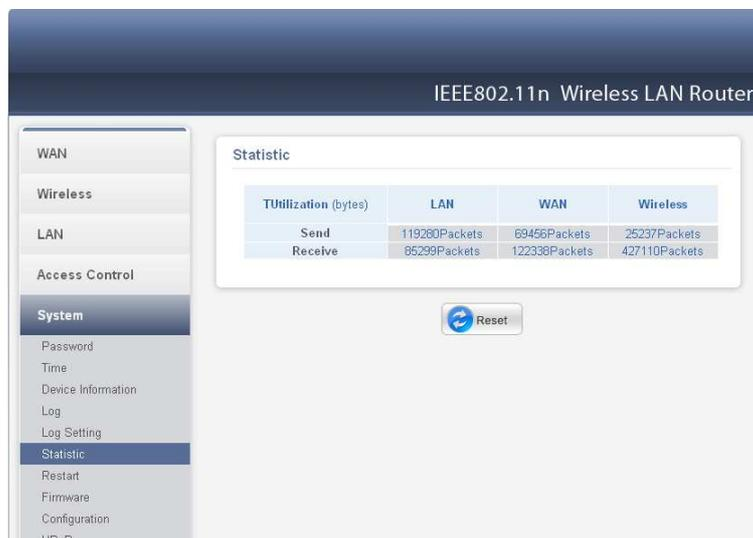 IEEE802.11n Wireless LAN Router
WAN
Wireless
LAN
Access Control
System
Password
Time
Device Information
Log
Log Setting
Statistic
Restart
Firmware
Configuration
Statistic
TUtilization (bytes) LAN WAN Wireless
Send 119280Packets 69456Packets 25237Packets
Receive 85299Packets 122338Packets 427110Packets
Reset